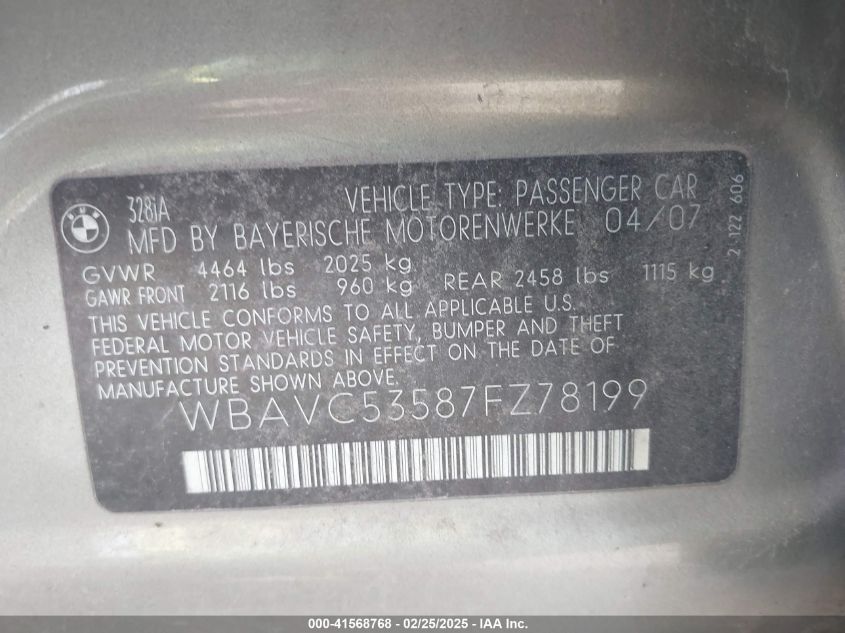 BMW
328iA VEHICLE TYPE: PASSENGER CAR
MFD BY BAYERISCHE MOTORENWERKE 04/07
GVWR 4464 lbs 2025 kg
GAWR FRONT 2116 lbs 960 kg REAR 2458 lbs 1115 kg
THIS VEHICLE CONFORMS TO ALL APPLICABLE U.S.
FEDERAL MOTOR VEHICLE SAFETY, BUMPER AND THEFT
PREVENTION STANDARDS IN EFFECT ON THE DATE OF
MANUFACTURE SHOWN ABOVE.
WBAVC53587FZ78199
2 122 606
000-41568768 - 02/25/2025 - IAA Inc.